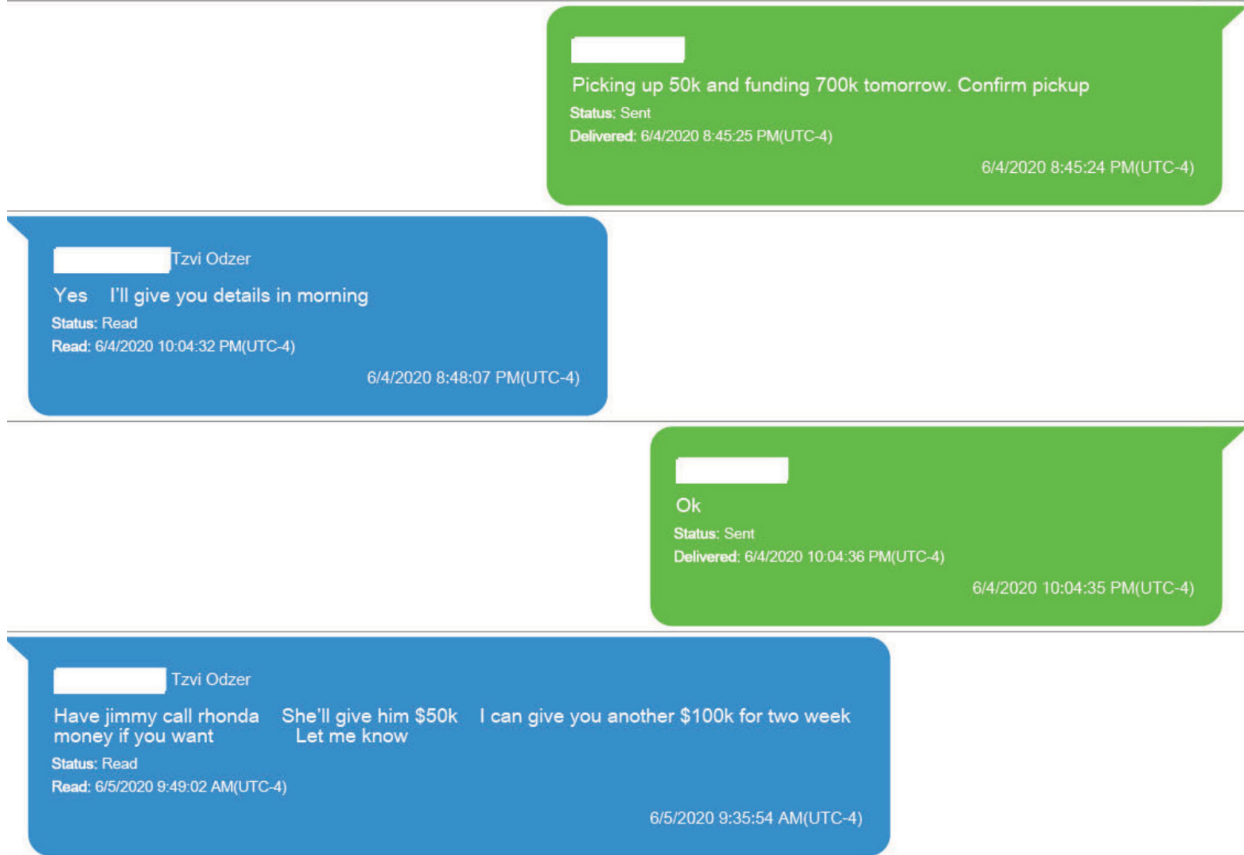 Picking up 50k and funding 700k tomorrow. Confirm pickup
Status: Sent
Delivered: 6/4/2020 8:45:25 PM(UTC-4)
6/4/2020 8:45:24 PM(UTC-4)
Tzvi Odzer
Yes I'll give you details in morning
Status: Read
Read: 6/4/2020 10:04:32 PM(UTC-4)
6/4/2020 8:48:07 PM(UTC-4)
Ok
Status: Sent
Delivered: 6/4/2020 10:04:36 PM(UTC-4)
6/4/2020 10:04:35 PM(UTC-4)
Tzvi Odzer
Have jimmy call rhonda She'll give him $50k I can give you another $100k for two week
money if you want Let me know
Status: Read
Read: 6/5/2020 9:49:02 AM(UTC-4)
6/5/2020 9:35:54 AM(UTC-4)